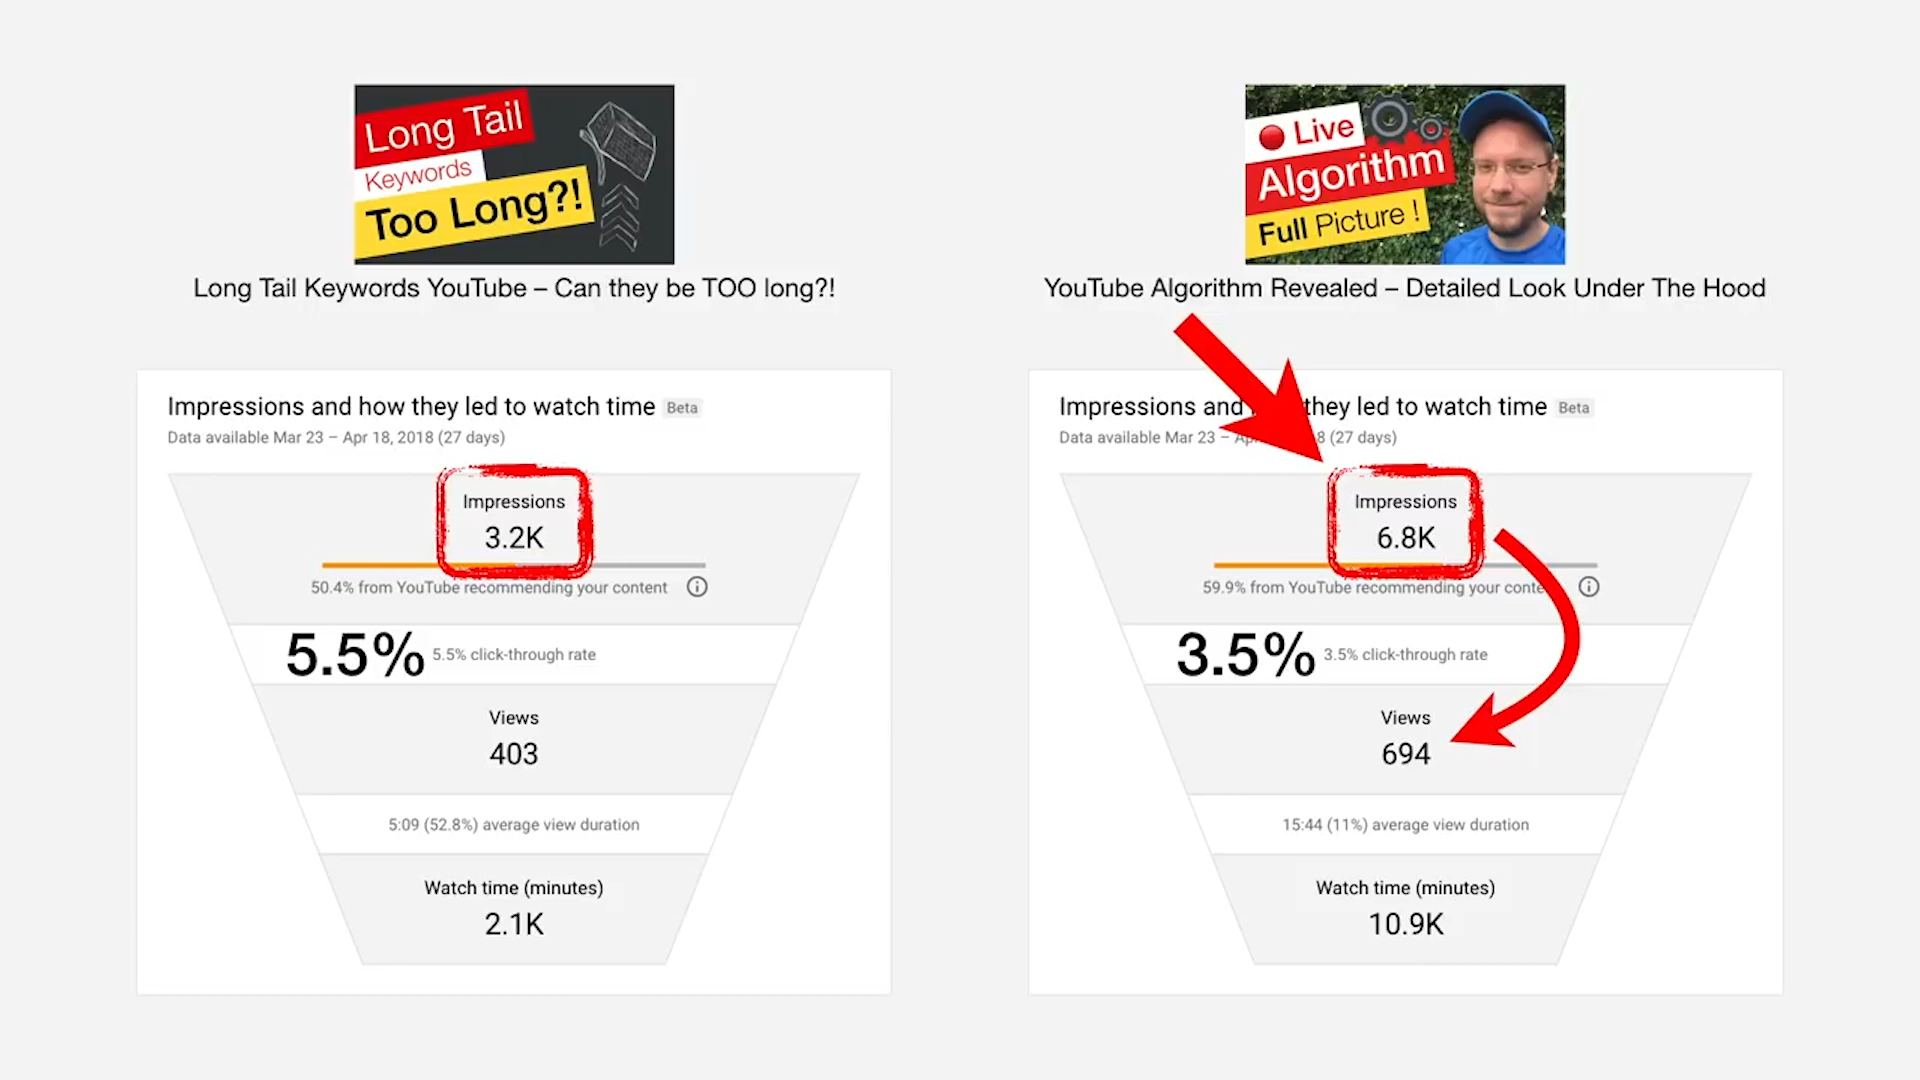 Long Tail
Keywords
Too Long?!
Long Tail Keywords YouTube – Can they be TOO long?!
Impressions and how they led to watch time Beta
Data available Mar 23 – Apr 18, 2018 (27 days)
Impressions
3.2K
50.4% from YouTube recommending your content
5.5% 5.5% click-through rate
Views
403
5:09 (52.8%) average view duration
Watch time (minutes)
2.1K
Live
Algorithm
Full Picture !
YouTube Algorithm Revealed – Detailed Look Under The Hood
Impressions and they led to watch time Beta
Data available Mar 23 – 8 (27 days)
Impressions
6.8K
59.9% from YouTube recommending your
3.5% 3.5% click-through rate
Views
694
15:44 (11%) average view duration
Watch time (minutes)
10.9K